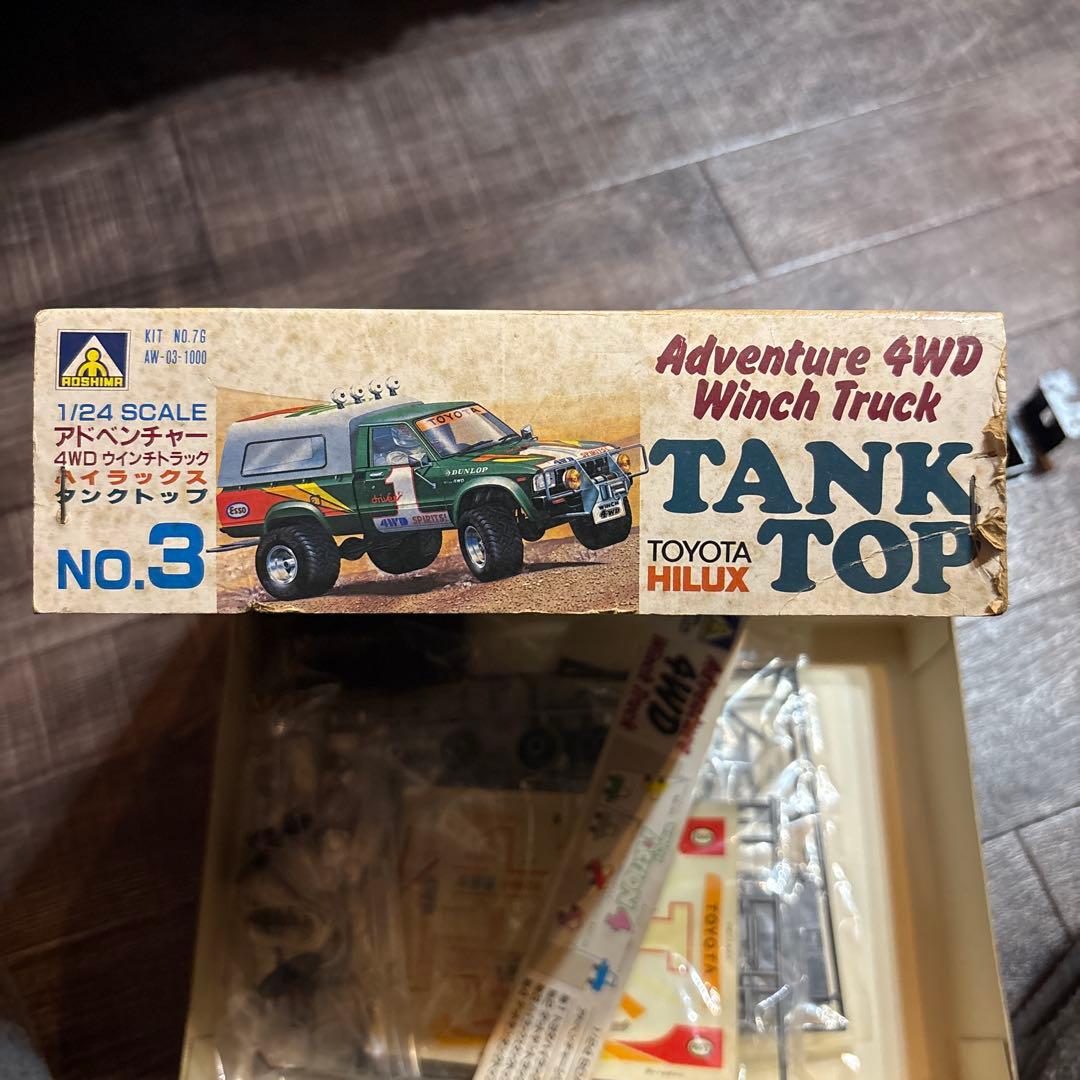 AOSHIMA
KIT NO.76
AW-03-1000
1/24 SCALE
アドベンチャー
4WD ウインチトラック
ハイラックス
タンクトップ
NO.3
TOYOTA
DUNLOP
1
driver
Esso
4WD SPIRITS!
WINCH
4WD
Adventure 4WD
Winch Truck
TANK
TOP
TOYOTA
HILUX
Adventure
4WD
Winch Truck
TOYOTA